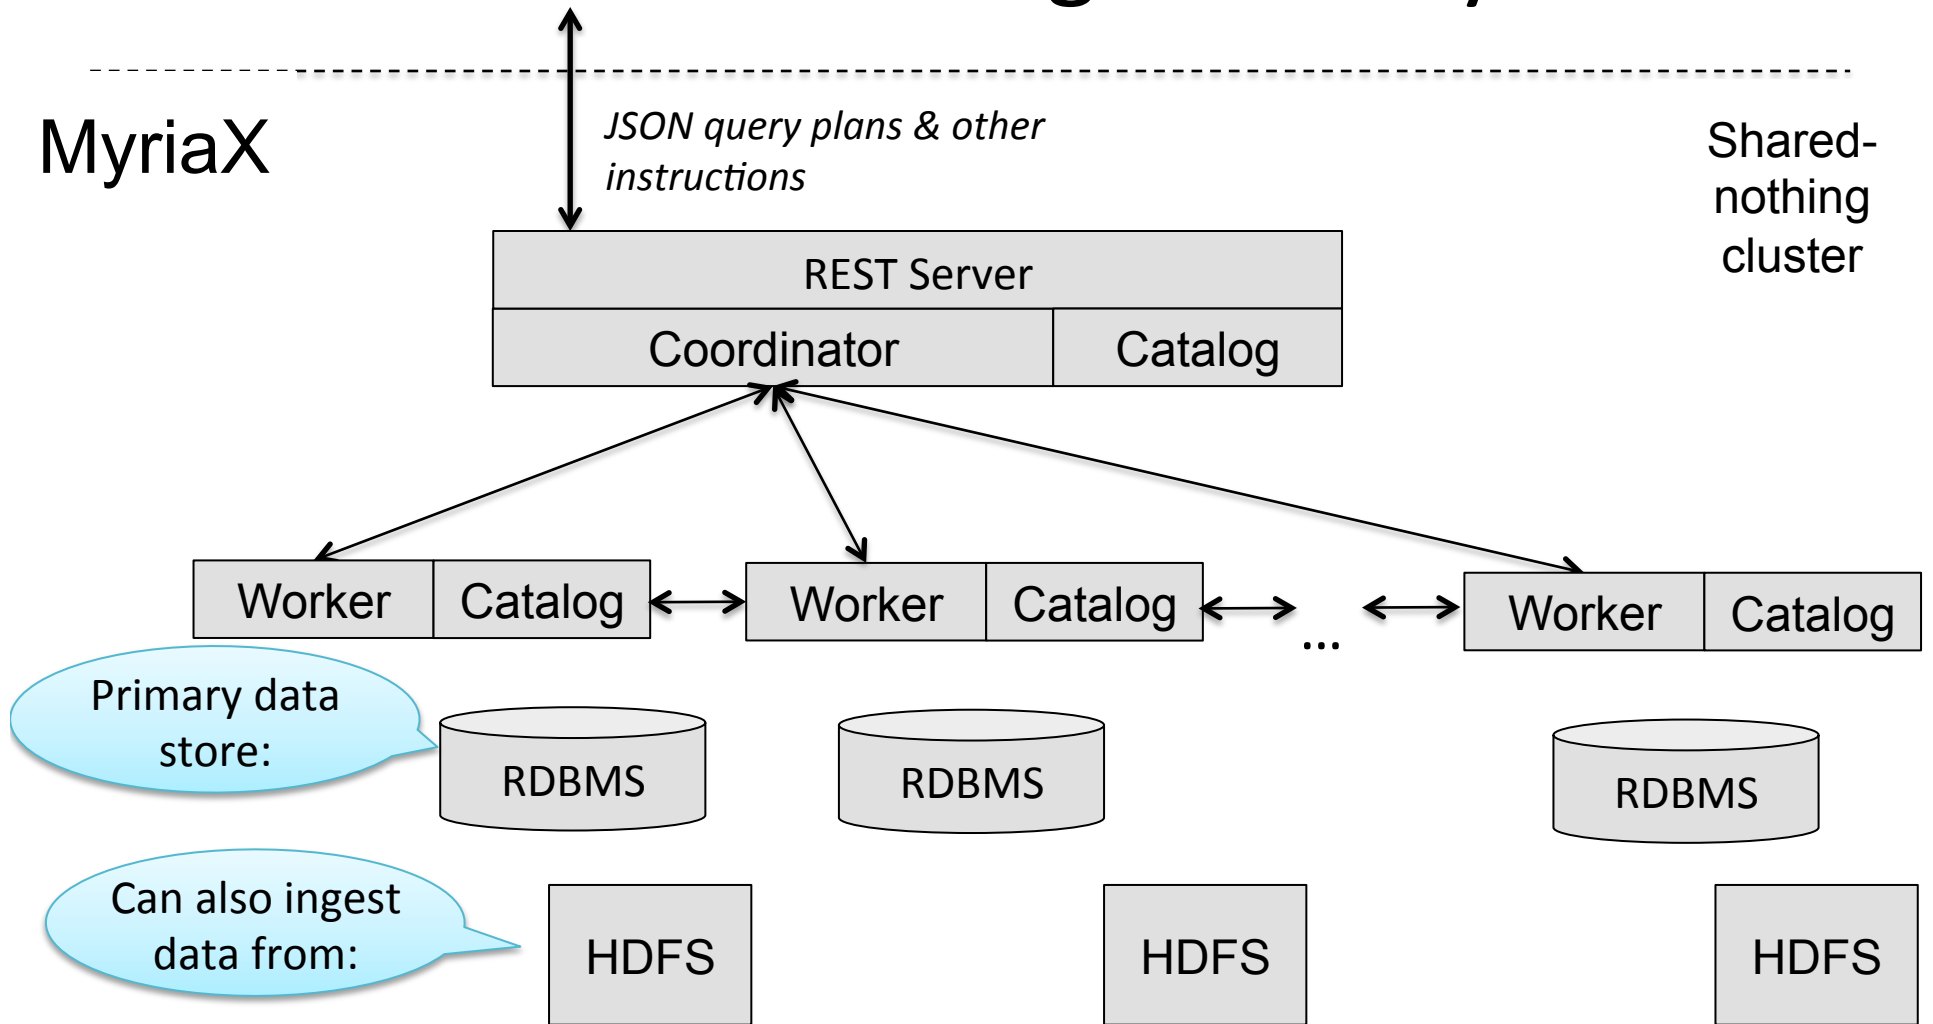 MyriaX
JSON query plans & other
instructions
Shared-
nothing
cluster
REST Server
Coordinator
Catalog
Worker
Catalog
Worker
Catalog
...
Worker
Catalog
Primary data
store:
RDBMS
RDBMS
RDBMS
Can also ingest
data from:
HDFS
HDFS
HDFS